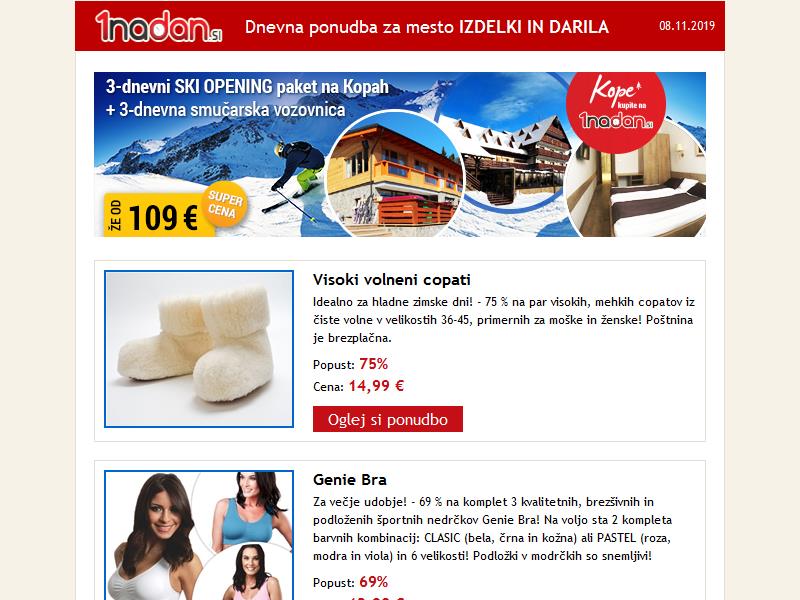 1nadan.si
Dnevna ponudba za mesto IZDELKI IN DARILA
08.11.2019
3-dnevni SKI OPENING paket na Kopah
+ 3-dnevna smučarska vozovnica
Kope
kupite na
1nadan.si
ŽE OD
109 €
SUPER
CENA
Visoki volneni copati
Idealno za hladne zimske dni! - 75 % na par visokih, mehkih copatov iz
čiste volne v velikostih 36-45, primernih za moške in ženske! Poštnina
je brezplačna.
Popust: 75%
Cena: 14,99 €
Oglej si ponudbo
Genie Bra
Za večje udobje! - 69 % na komplet 3 kvalitetnih, brezšivnih in
podloženih športnih nedrčkov Genie Bra! Na voljo sta 2 kompleta
barvnih kombinacij: CLASIC (bela, črna in kožna) ali PASTEL (roza,
modra in viola) in 6 velikosti! Podložki v modrčkih so snemljivi!
Popust: 69%